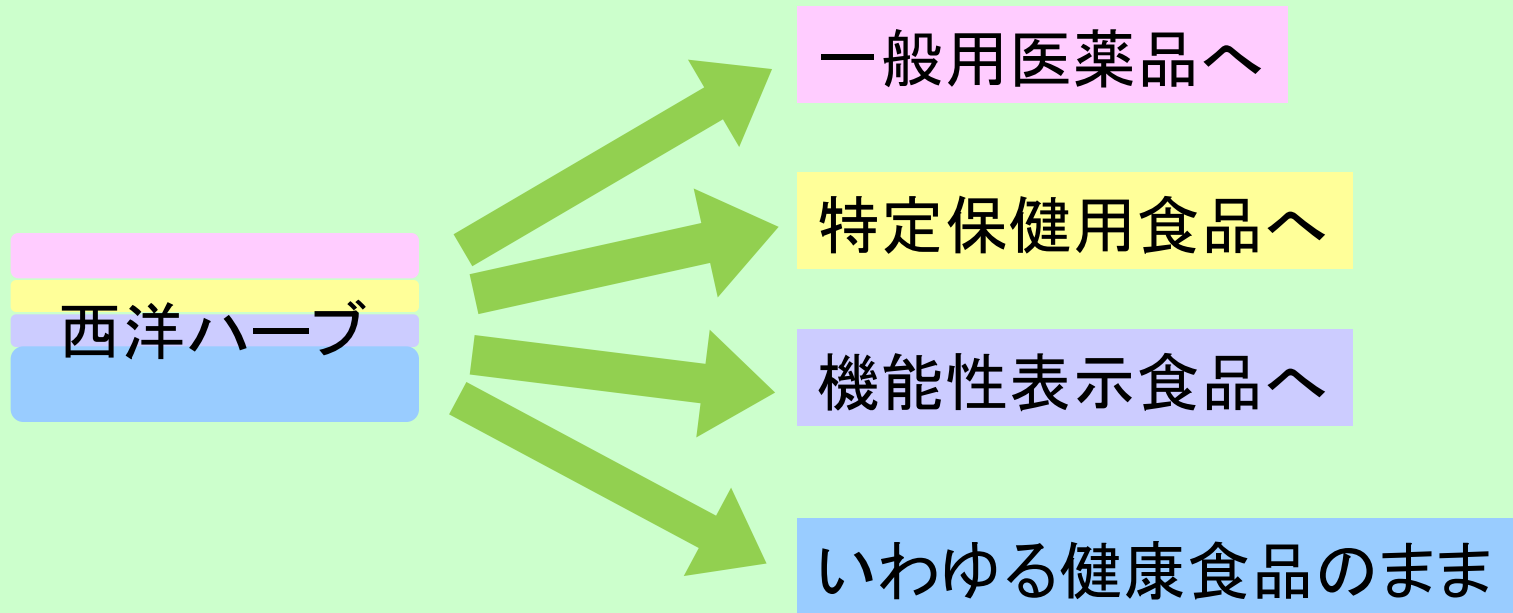 一般用医薬品へ
特定保健用食品へ
西洋ハーブ
機能性表示食品へ
いわゆる健康食品のまま